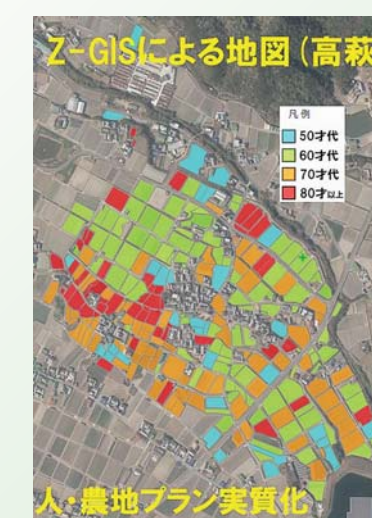 Z-GISによる地図(高萩
凡例
50才代
60才代
70才代
80才以上
人・農地プラン実質化